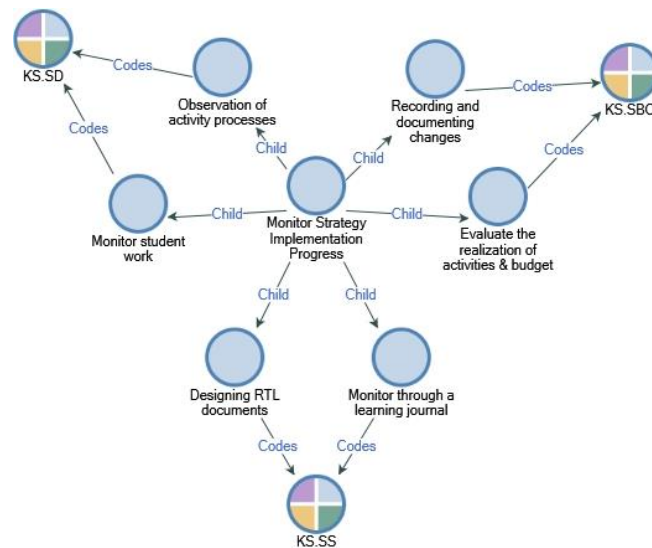 KS.SD
Codes
Observation of
activity processes
Codes
Recording and
documenting
changes
Codes
KS.SBC
Codes
Child
Child
Monitor student
work
Child
Monitor Strategy
Implementation
Progress
Child
Evaluate the
realization of
activities & budget
Child
Child
Designing RTL
documents
Monitor through a
learning journal
Codes
Codes
KS.SS